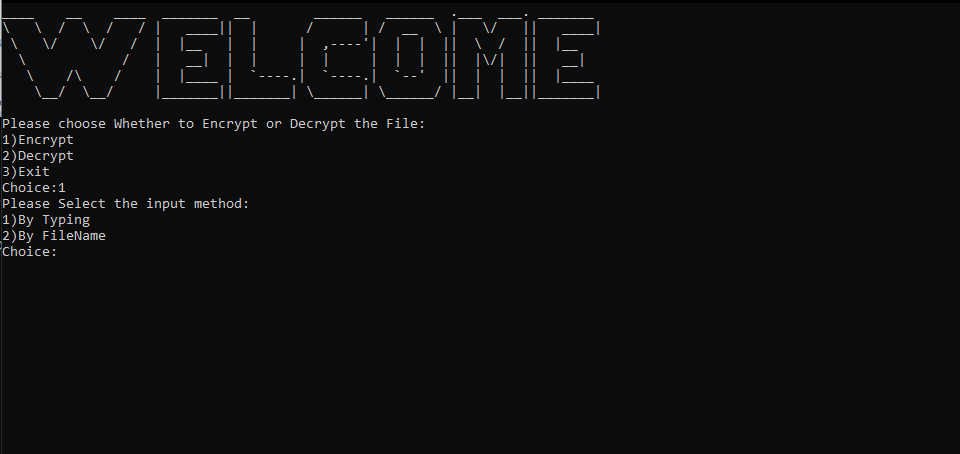 WELCOME
Please choose Whether to Encrypt or Decrypt the File:
1)Encrypt
2)Decrypt
3)Exit
Choice:1
Please Select the input method:
1)By Typing
2)By FileName
Choice: